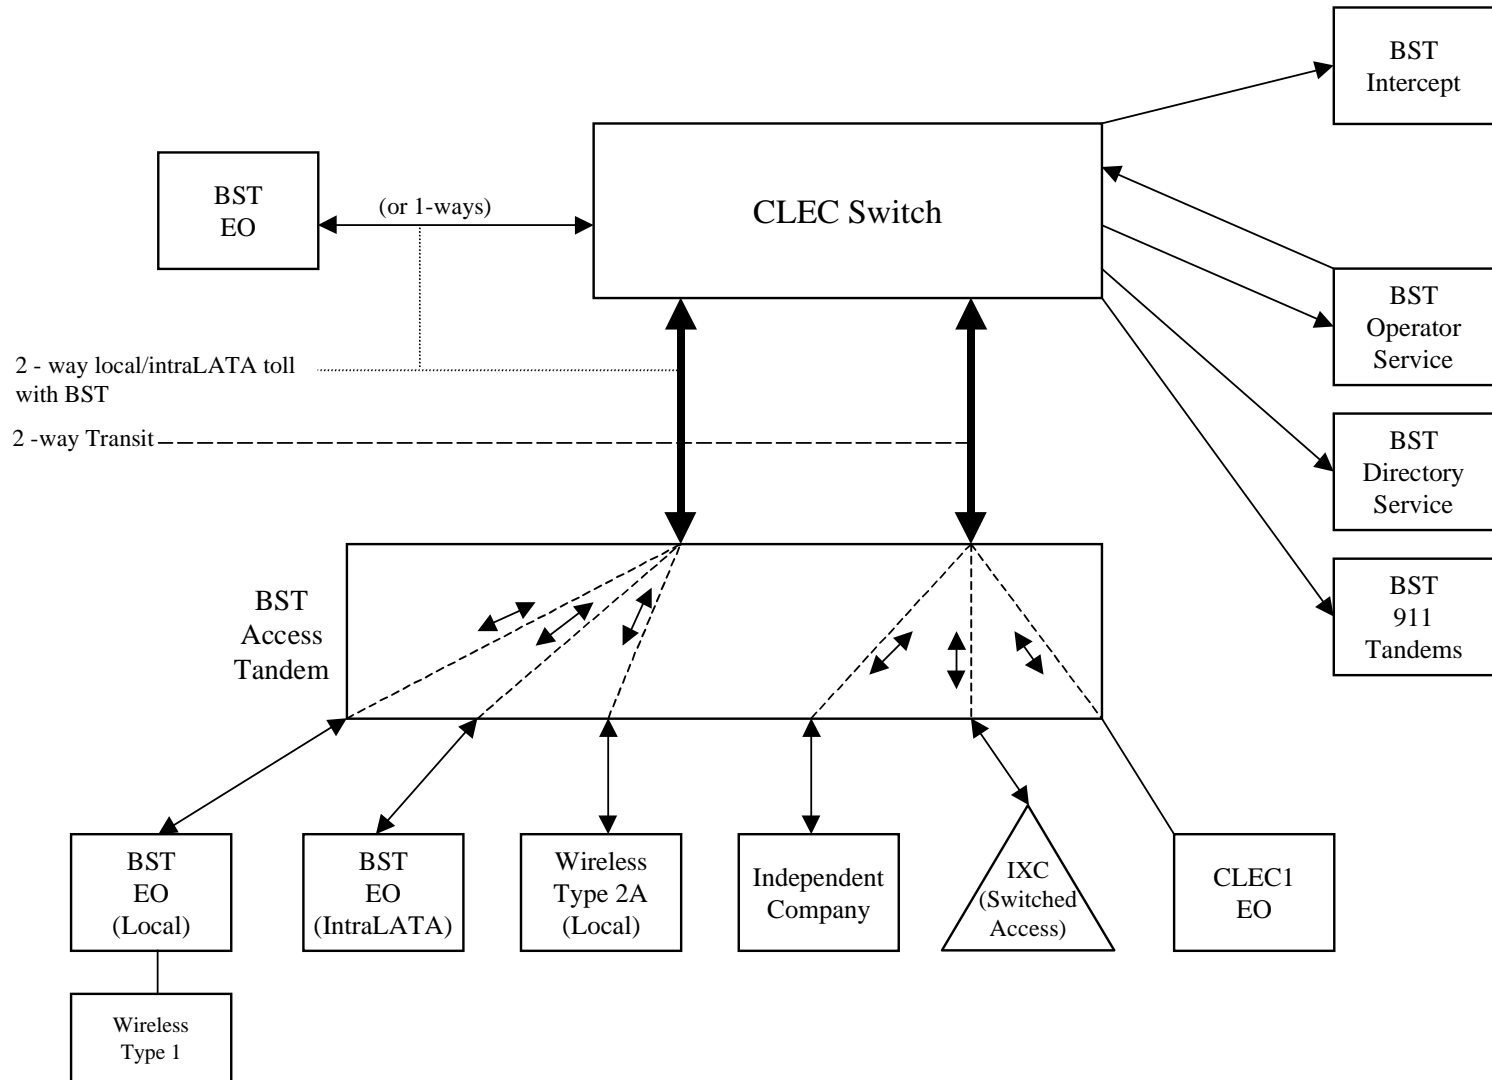 BST
Intercept
BST
EO
(or 1-ways)
CLEC Switch
BST
Operator
Service
2 - way local/intraLATA toll
with BST
2 -way Transit
BST
Directory
Service
BST
911
Tandems
BST
Access
Tandem
BST
EO
(Local)
BST
EO
(IntraLATA)
Wireless
Type 2A
(Local)
Independent
Company
IXC
(Switched
Access)
CLEC1
EO
Wireless
Type 1